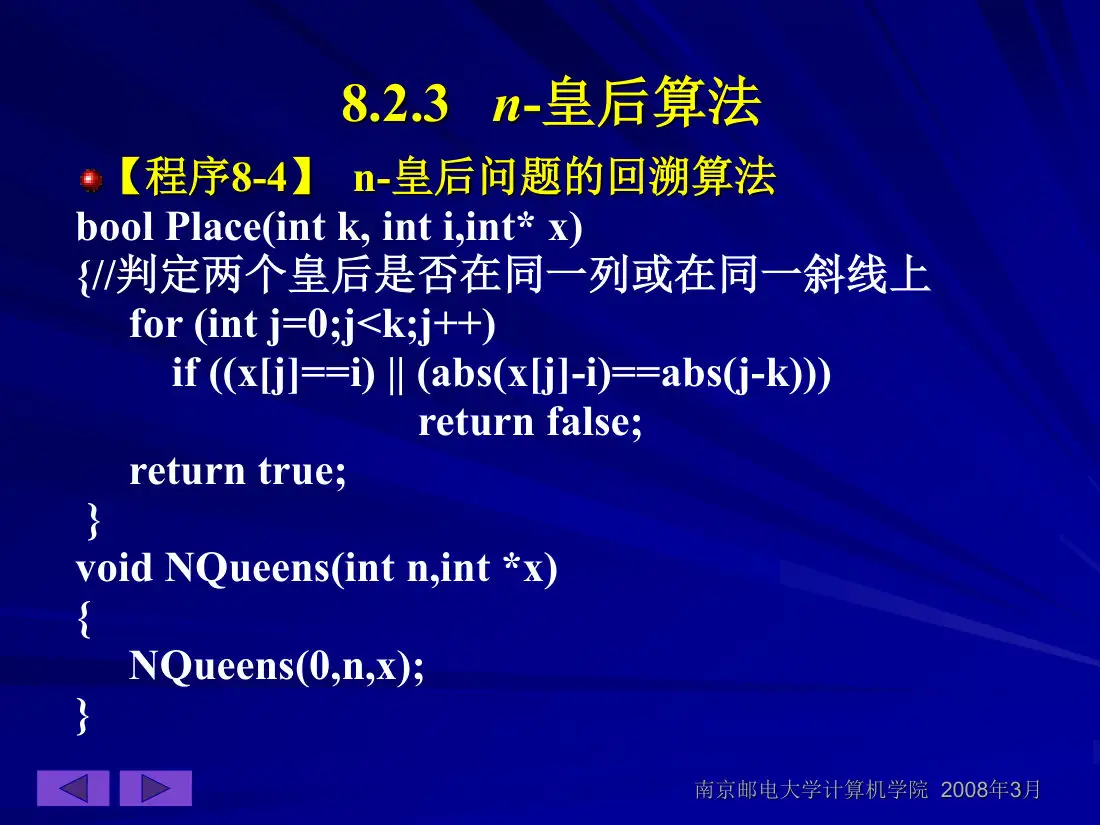 8.2.3 n-皇后算法
【程序8-4】 n-皇后问题的回溯算法
bool Place(int k, int i,int* x)
{//判定两个皇后是否在同一列或在同一斜线上
for (int j=0;j<k;j++)
if ((x[j]==i) || (abs(x[j]-i)==abs(j-k)))
return false;
return true;
}
void NQueens(int n,int *x)
{
NQueens(0,n,x);
}
南京邮电大学计算机学院 2008年3月